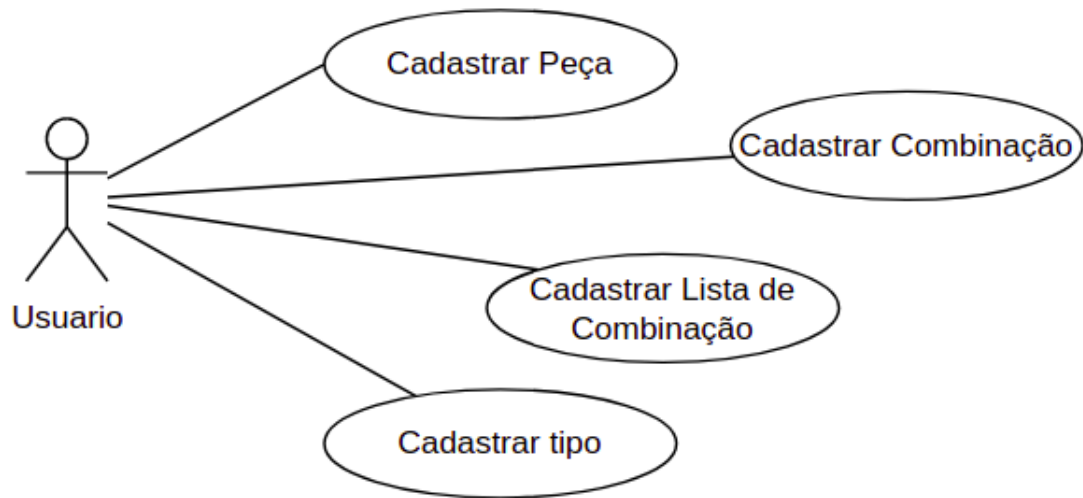 Cadastrar Peça
Cadastrar Combinação
Usuario
Cadastrar Lista de
Combinação
Cadastrar tipo